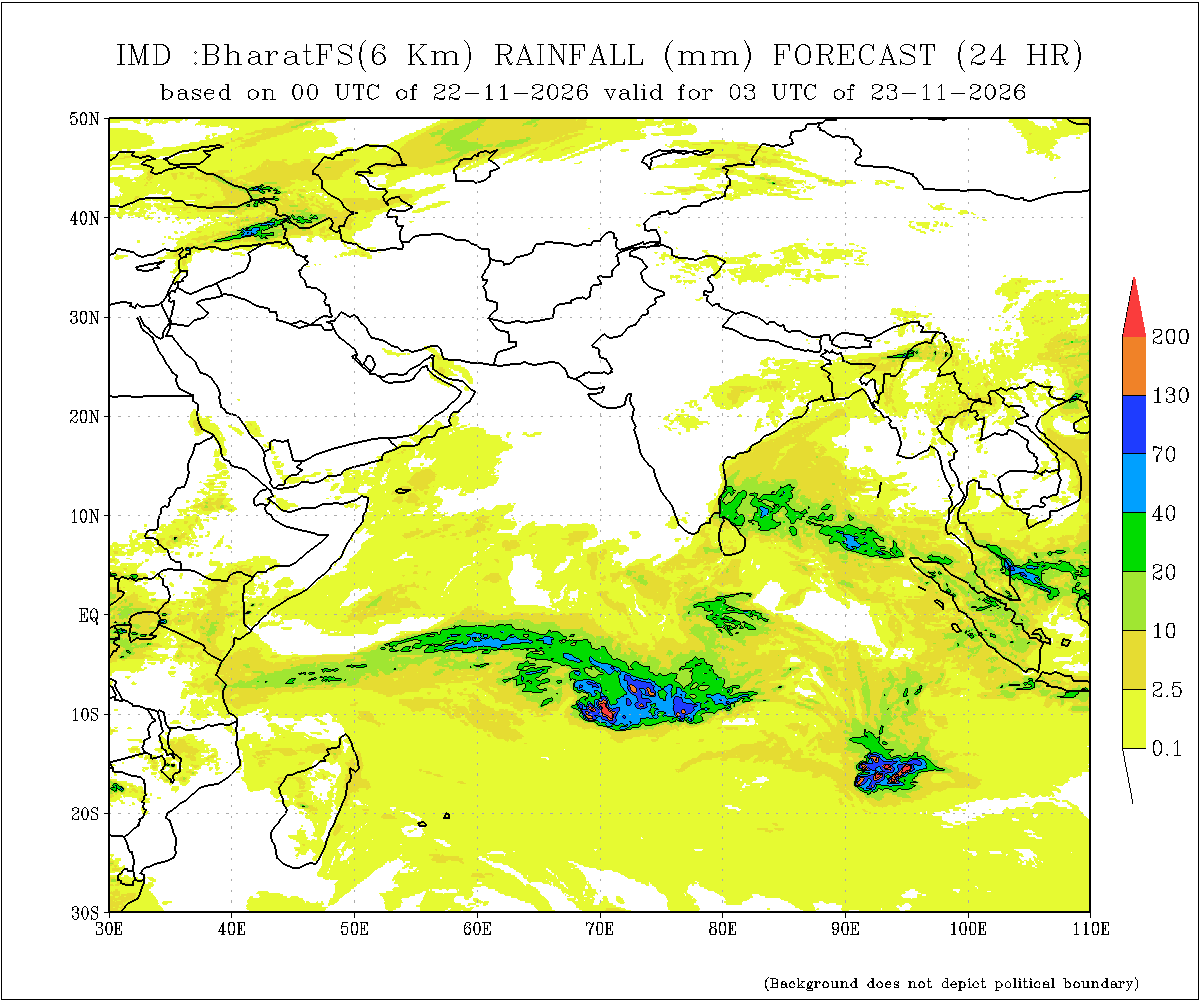 IMD :BharatFS(6 Km) RAINFALL (mm) FORECAST (24 HR)
based on 00 UTC of 22-11-2026 valid for 03 UTC of 23-11-2026
50N
40N
30N
20N
10N
EQ
10S
20S
30S
30E 40E 50E 60E 70E 80E 90E 100E 110E
200
130
70
40
20
10
2.5
0.1
(Background does not depict political boundary)